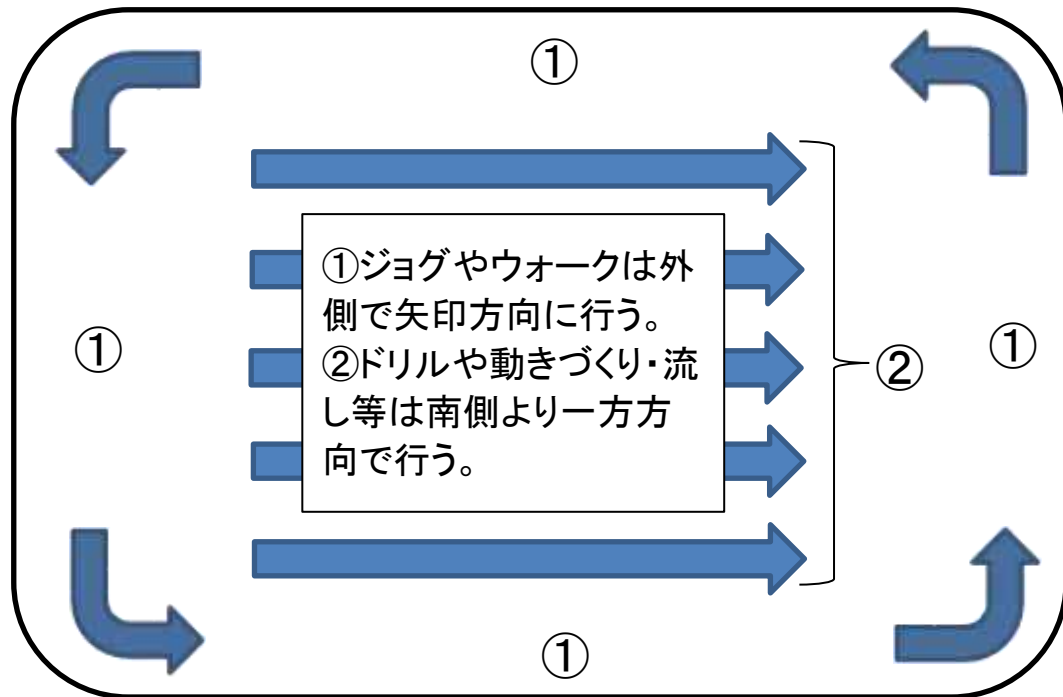 ①
①ジョグやウォークは外
側で矢印方向に行う。
②ドリルや動きづくり・流
し等は南側より一方方
向で行う。
①
②
①
①